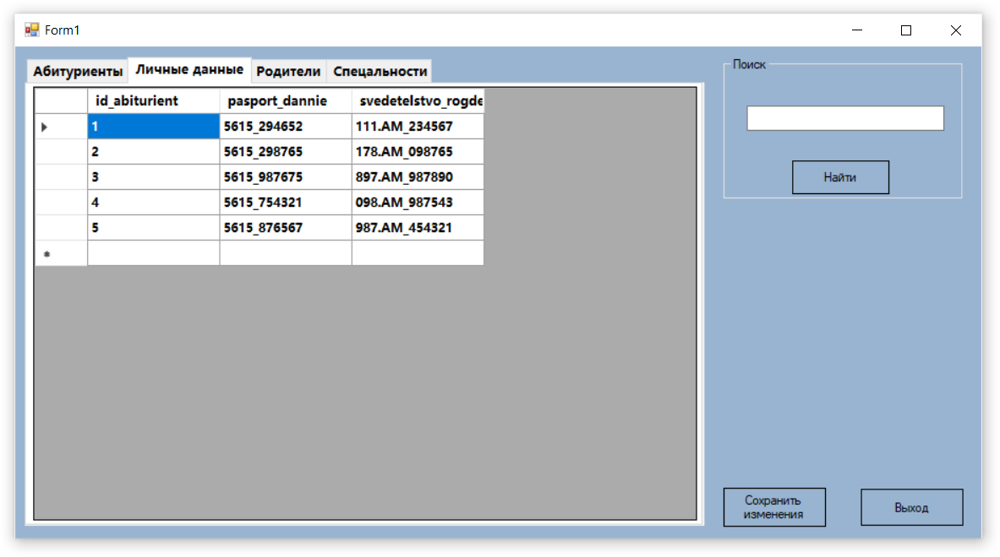 Form1
Абитуриенты Личные данные Родители Спецальности
id_abiturient pasport_dannie svedetelstvo_rogde
1 5615_294652 111.AM_234567
2 5615_298765 178.AM_098765
3 5615_987675 897.AM_987890
4 5615_754321 098.AM_987543
5 5615_876567 987.AM_454321
Поиск
Найти
Сохранить
изменения
Выход